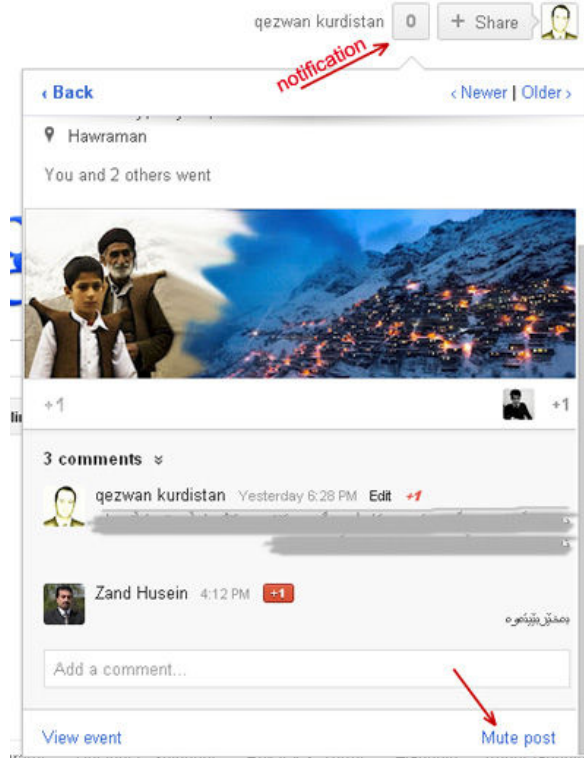 qezwan kurdistan 0 + Share
notification
‹ Back ‹ Newer | Older ›
Hawraman
You and 2 others went
+1 +1
3 comments
qezwan kurdistan Yesterday 6:28 PM Edit +1
Zand Husein 4:12 PM +1
Add a comment...
View event Mute post